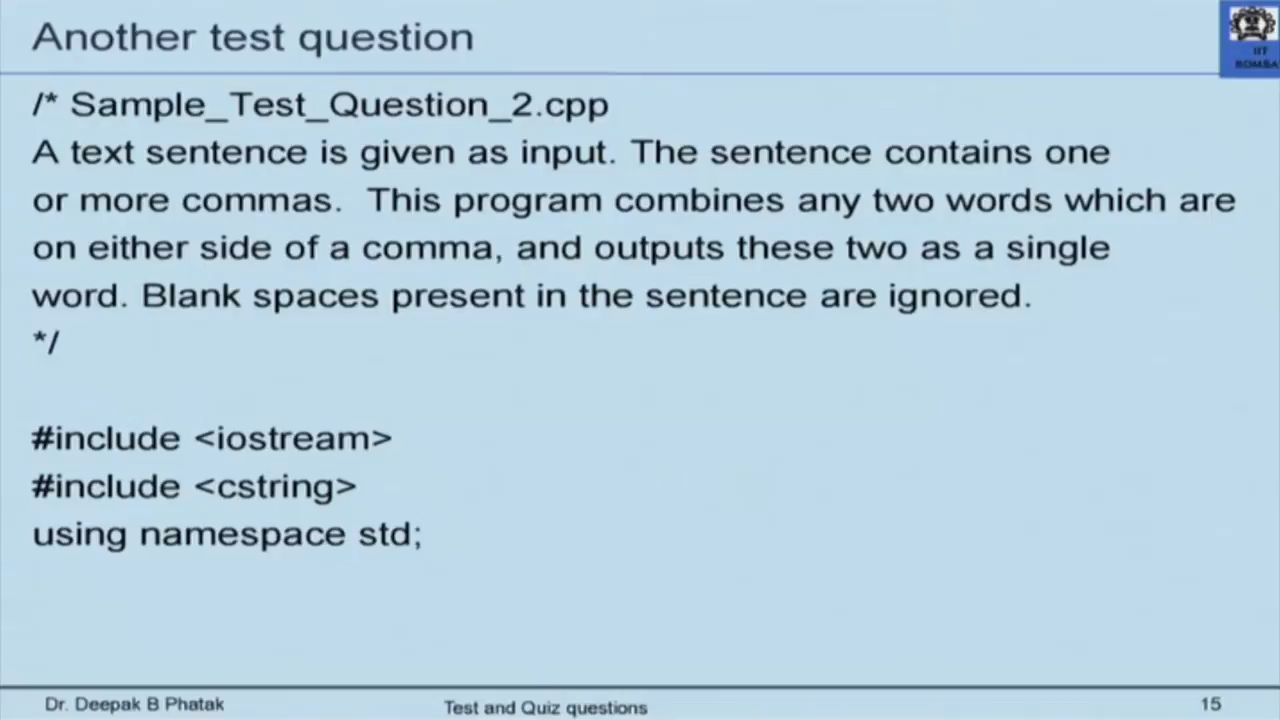 Another test question
IIT
BOMBA
/* Sample_Test_Question_2.cpp
A text sentence is given as input. The sentence contains one
or more commas. This program combines any two words which are
on either side of a comma, and outputs these two as a single
word. Blank spaces present in the sentence are ignored.
*/
#include <iostream>
#include <cstring>
using namespace std;
Dr. Deepak B Phatak
Test and Quiz questions
15